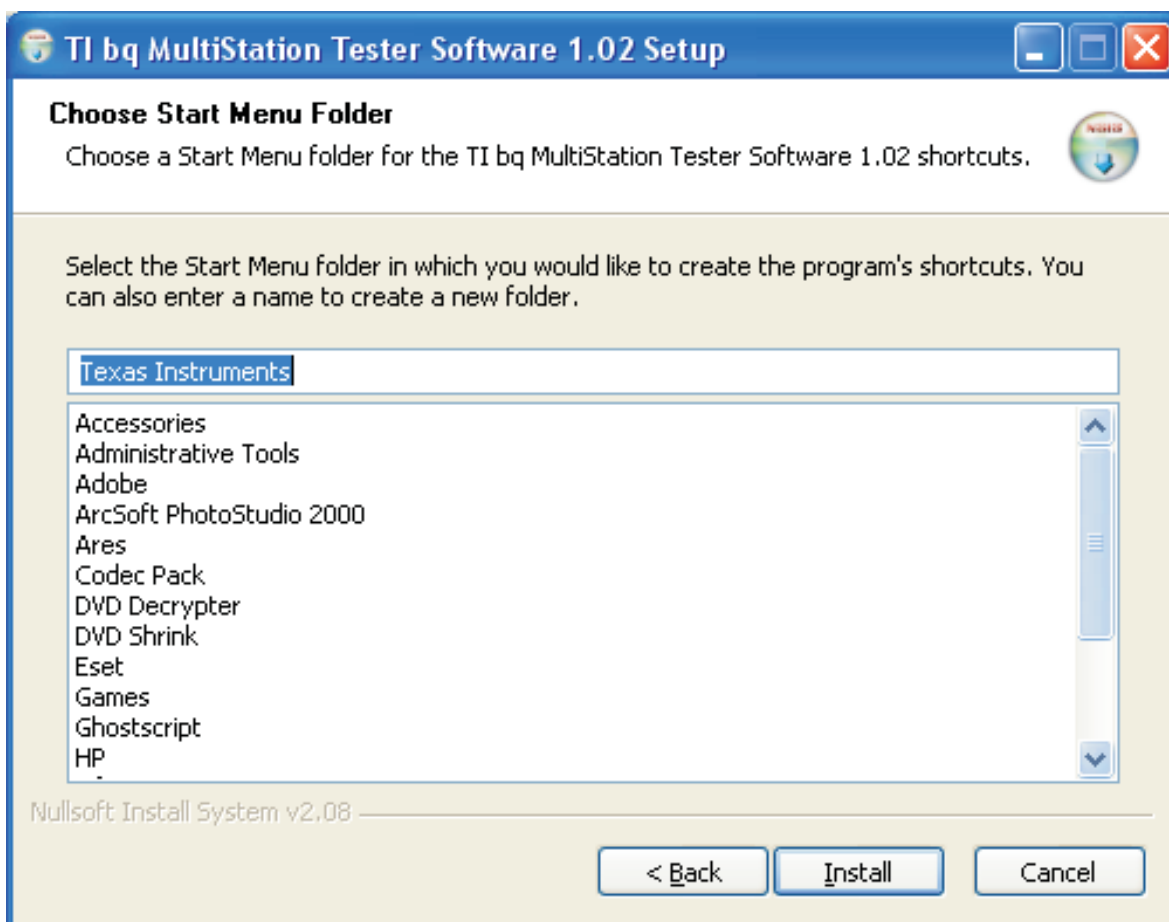 TI bq MultiStation Tester Software 1.02 Setup
Choose Start Menu Folder
Choose a Start Menu folder for the TI bq MultiStation Tester Software 1.02 shortcuts.
Select the Start Menu folder in which you would like to create the program's shortcuts. You
can also enter a name to create a new folder.
Texas Instruments
Accessories
Administrative Tools
Adobe
ArcSoft PhotoStudio 2000
Ares
Codec Pack
DVD Decrypter
DVD Shrink
Eset
Games
Ghostscript
HP
Nullsoft Install System v2.08
< Back
Install
Cancel